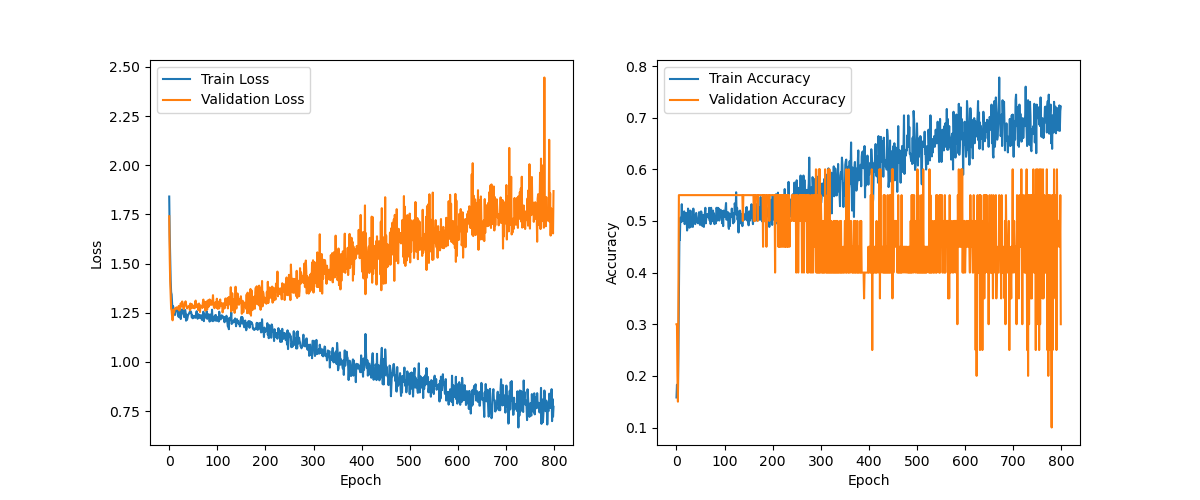 Train Loss
Validation Loss
2.50
2.25
2.00
1.75
1.50
1.25
1.00
0.75
Loss
0 100 200 300 400 500 600 700 800
Epoch
Train Accuracy
Validation Accuracy
0.8
0.7
0.6
0.5
0.4
0.3
0.2
0.1
Accuracy
0 100 200 300 400 500 600 700 800
Epoch